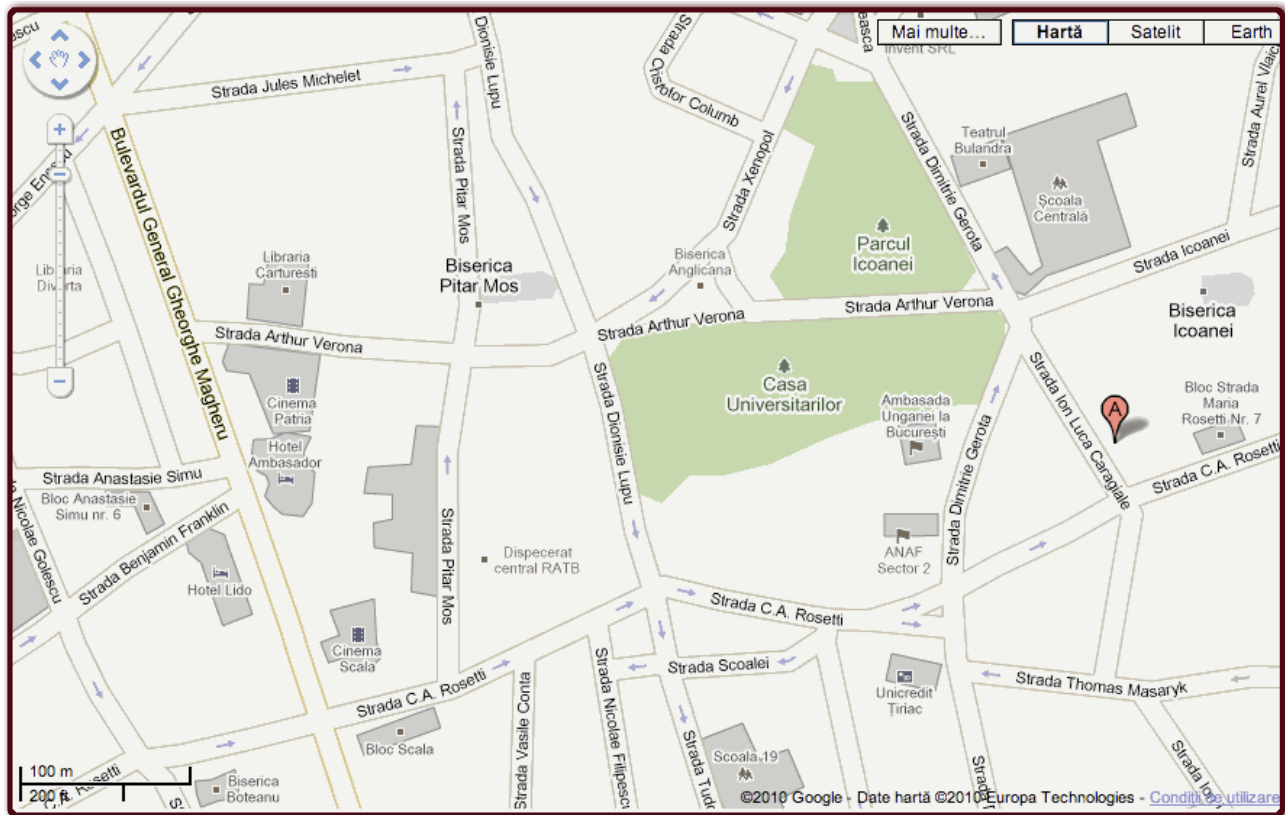 Mai multe...
Hartă
Satelit
Earth
Invent SRL
Dionisie Lupu
Strada
Cristofor Columb
Strada Jules Michelet
Strada Aurel Vlaicu
Bulevardul General Gheorghe Magheru
Strada Pitar Mos
Strada Xenopol
Strada Dimitrie Gerota
Teatrul
Bulandra
Școala
Centrală
Parcul
Icoanei
Strada Icoanei
Biserica
Anglicana
Biserica
Pitar Mos
Libraria
Carturesti
Libraria
Biserica
Icoanei
Strada Arthur Verona
Strada Arthur Verona
Strada Arthur Verona
Cinema
Patria
Hotel
Ambasador
Strada Dionisie Lupu
Casa
Universitarilor
Ambasada
Ungariei la
București
Strada Ion Luca Caragiale
A
Bloc Strada
Maria
Rosetti Nr. 7
Strada C.A. Rosetti
Strada Anastasie Simu
Bloc Anastasie
Simu nr. 6
Strada Benjamin Franklin
Nicolae Golescu
Hotel Lido
Strada Pitar Mos
Dispecerat
central RATB
ANAF
Sector 2
Strada Dimitrie Gerota
Strada C.A. Rosetti
Cinema
Scala
Strada Scoalei
Unicredit
Țiriac
Strada Thomas Masaryk
Strada C.A. Rosetti
Bloc Scala
Strada Vasile Conta
Strada Nicolae Filipescu
Scoala 19
Biserica
Boteanu
Rosetti
100 m
200 ft
©2010 Google - Date hartă ©2010 Europa Technologies - Condiții de utilizare